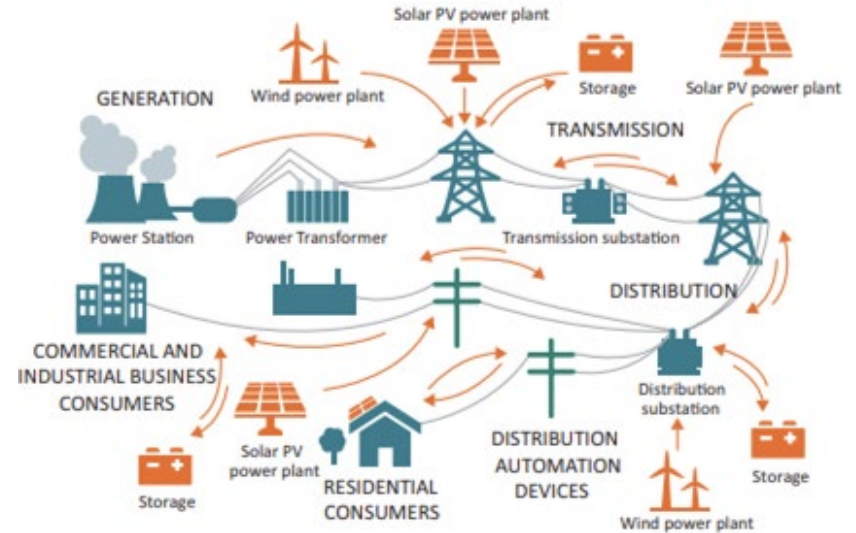 Solar PV power plant
Wind power plant
Storage
Solar PV power plant
GENERATION
TRANSMISSION
Power Station
Power Transformer
Transmission substation
DISTRIBUTION
COMMERCIAL AND
INDUSTRIAL BUSINESS
CONSUMERS
Distribution
substation
Solar PV
power plant
Storage
RESIDENTIAL
CONSUMERS
DISTRIBUTION
AUTOMATION
DEVICES
Storage
Wind power plant